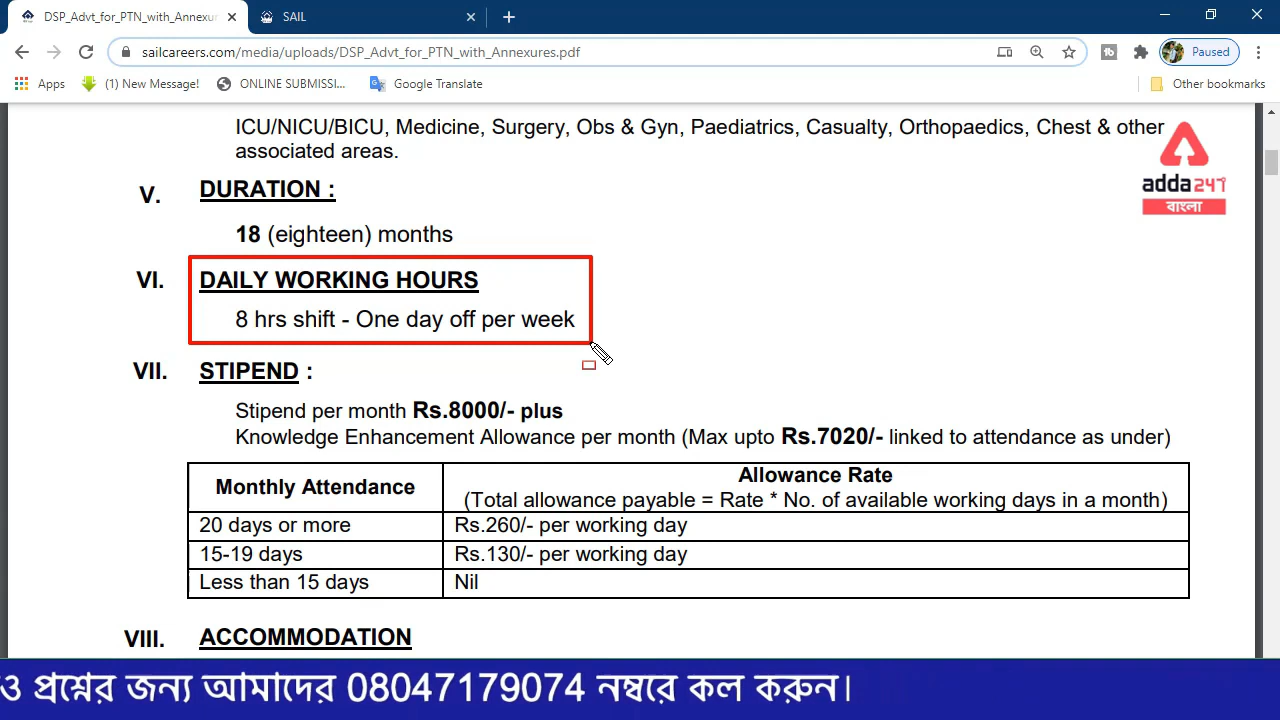 DSP_Advt_for_PTN_with_Annexur
SAIL
sailcareers.com/media/uploads/DSP_Advt_for_PTN_with_Annexures.pdf
Paused
Apps
(1) New Message!
ONLINE SUBMISSI...
Google Translate
Other bookmarks
ICU/NICU/BICU, Medicine, Surgery, Obs & Gyn, Paediatrics, Casualty, Orthopaedics, Chest & other
associated areas.
adda247
বাংলা
V. DURATION :
18 (eighteen) months
VI. DAILY WORKING HOURS
8 hrs shift - One day off per week
VII. STIPEND :
Stipend per month Rs.8000/- plus
Knowledge Enhancement Allowance per month (Max upto Rs.7020/- linked to attendance as under)
Monthly Attendance Allowance Rate
(Total allowance payable = Rate * No. of available working days in a month)
20 days or more Rs.260/- per working day
15-19 days Rs.130/- per working day
Less than 15 days Nil
VIII. ACCOMMODATION
ও প্রশ্নের জন্য আমাদের 08047179074 নম্বরে কল করুন।